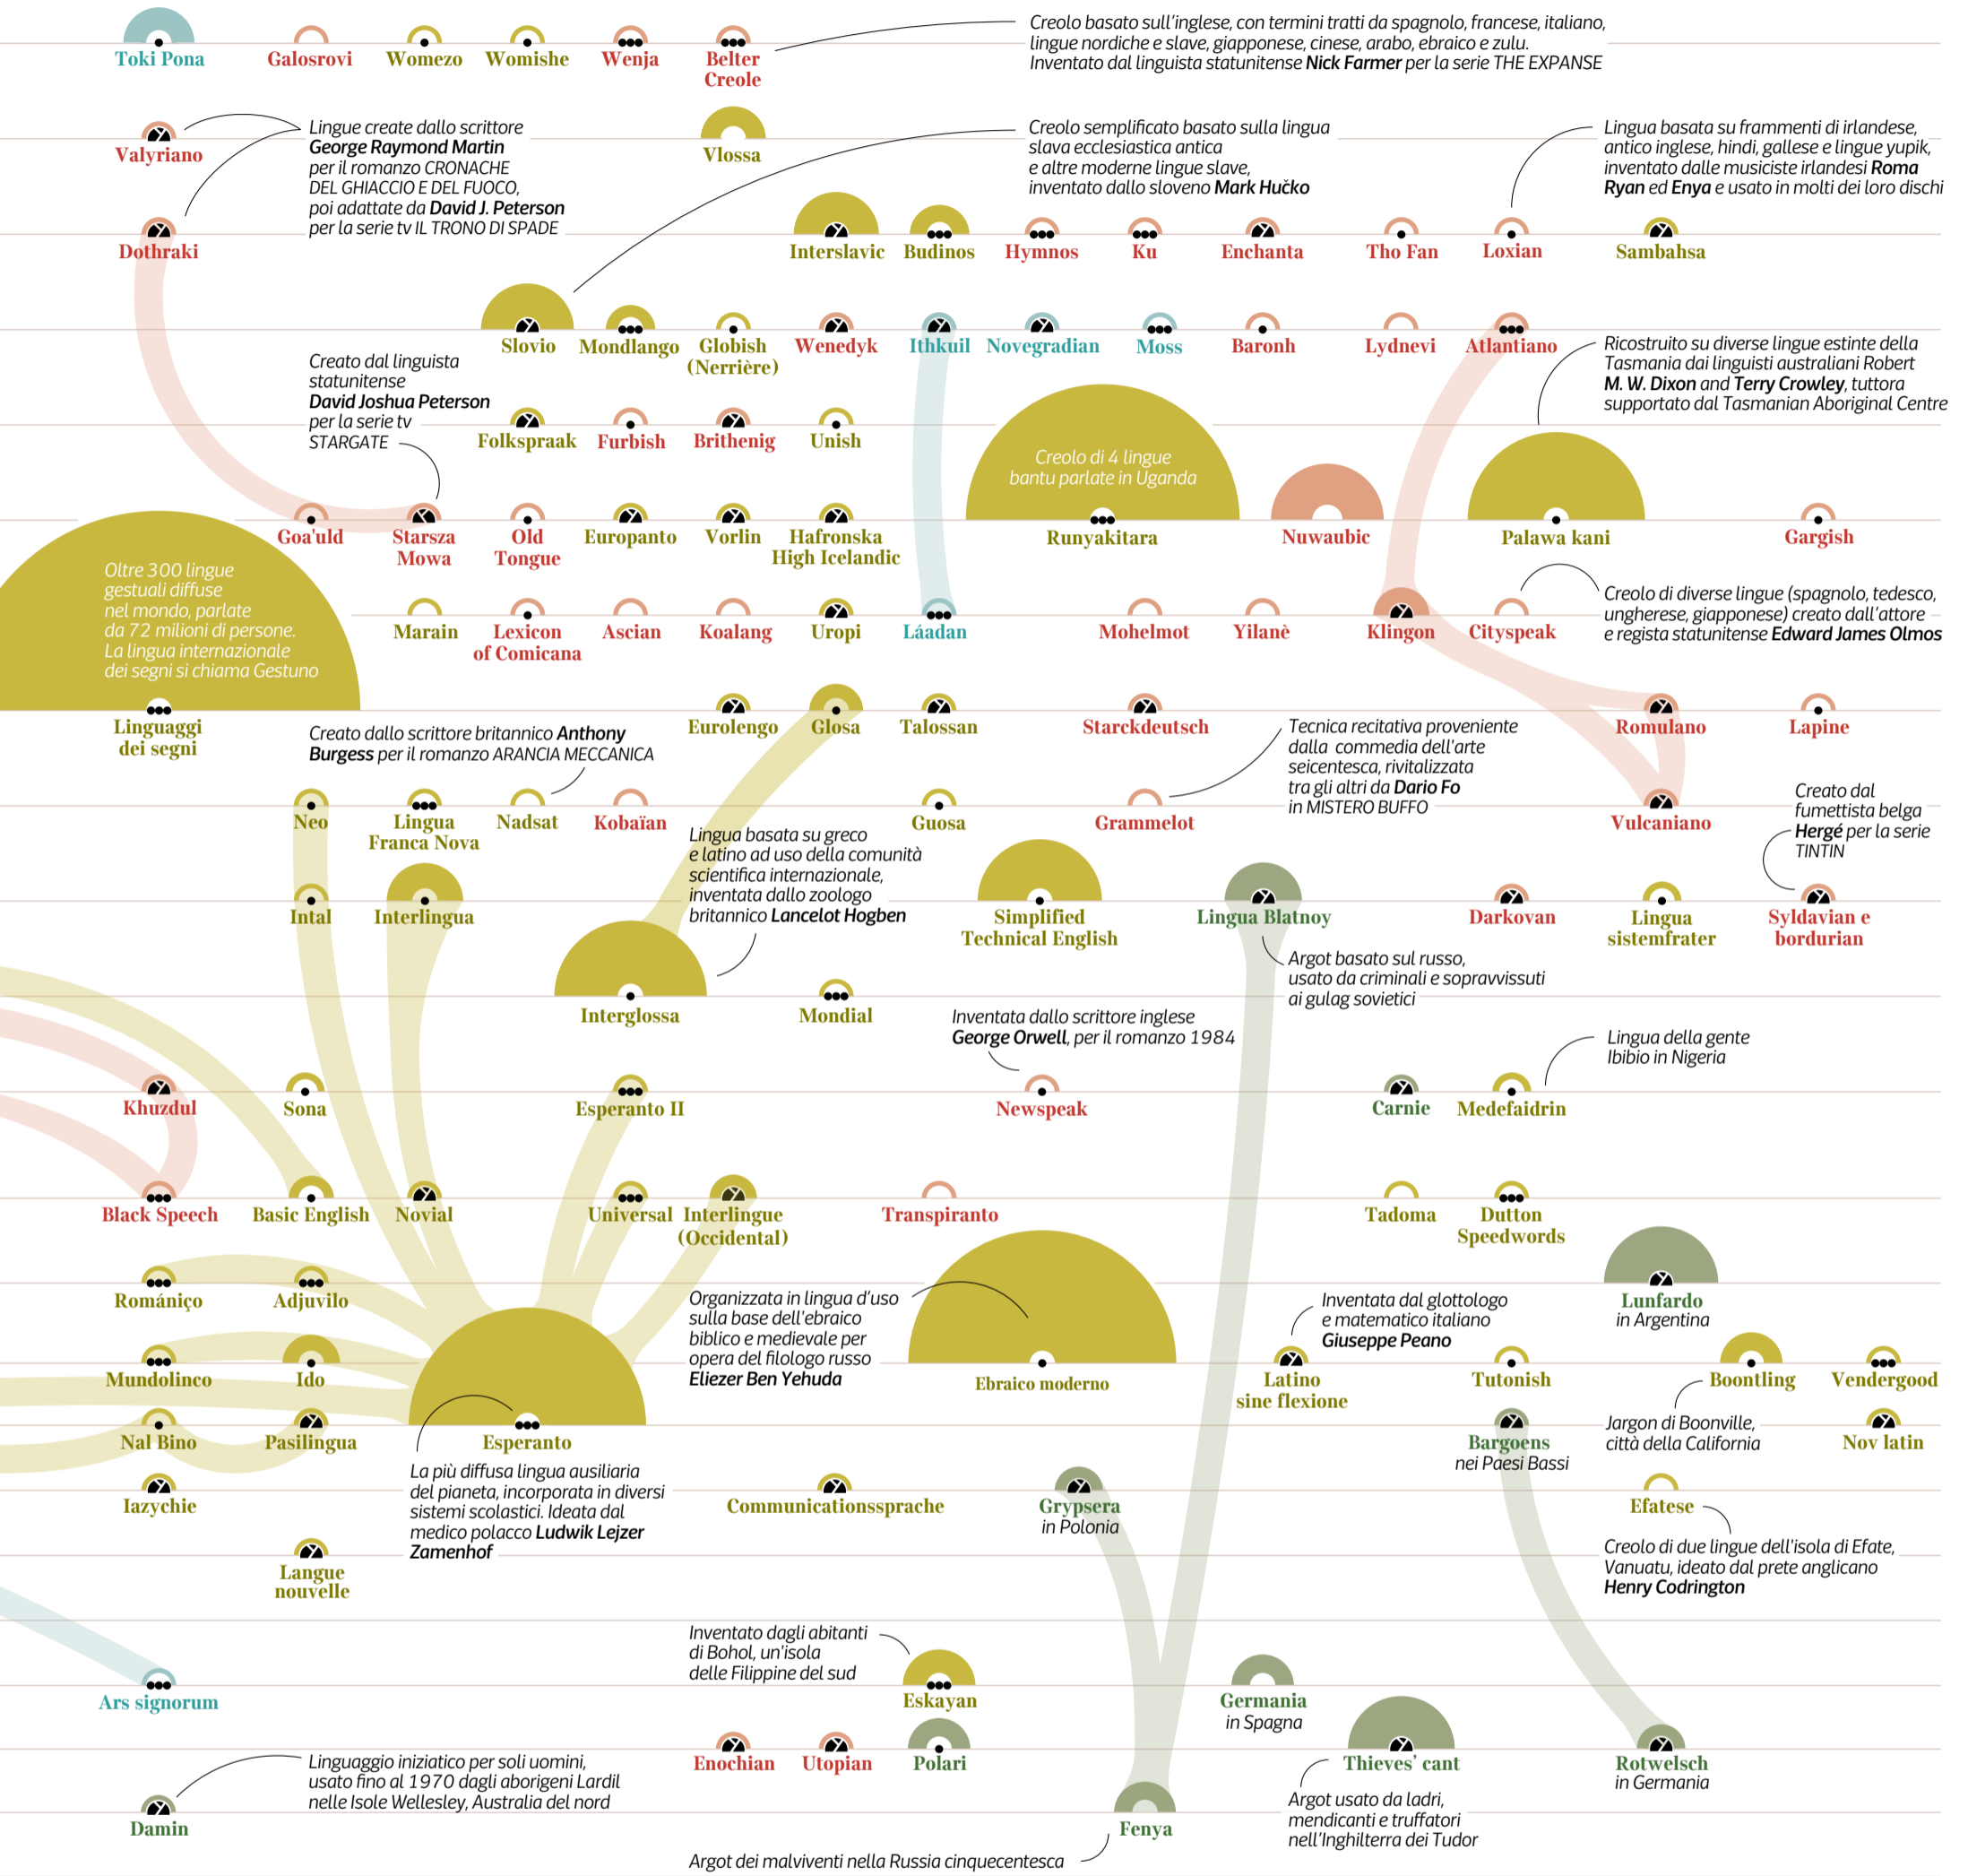 Toki Pona
Galosrovi
Womezo
Womishe
Wenja
Belter
Creole
Creolo basato sull'inglese, con termini tratti da spagnolo, francese, italiano,
lingue nordiche e slave, giapponese, cinese, arabo, ebraico e zulu.
Inventato dal linguista statunitense Nick Farmer per la serie THE EXPANSE
Valyriano
Lingue create dallo scrittore
George Raymond Martin
per il romanzo CRONACHE
DEL GHIACCIO E DEL FUOCO,
poi adattate da David J. Peterson
per la serie tv IL TRONO DI SPADE
Vlossa
Creolo semplificato basato sulla lingua
slava ecclesiastica antica
e altre moderne lingue slave,
inventato dallo sloveno Mark Hučko
Lingua basata su frammenti di irlandese,
antico inglese, hindi, gallese e lingue yupik,
inventato dalle musiciste irlandesi Roma
Ryan ed Enya e usato in molti dei loro dischi
Dothraki
Interslavic
Budinos
Hymnos
Ku
Enchanta
Tho Fan
Loxian
Sambahsa
Slovio
Mondlango
Globish
(Nerrière)
Wenedyk
Ithkuil
Novegradian
Moss
Baronh
Lydnevi
Atlantiano
Creato dal linguista
statunitense
David Joshua Peterson
per la serie tv
STARGATE
Ricostruito su diverse lingue estinte della
Tasmania dai linguisti australiani Robert
M. W. Dixon and Terry Crowley, tuttora
supportato dal Tasmanian Aboriginal Centre
Folkspraak
Furbish
Brithenig
Unish
Creolo di 4 lingue
bantu parlate in Uganda
Goa'uld
Starsza
Mowa
Old
Tongue
Europanto
Vorlin
Hafronska
High Icelandic
Runyakitara
Nuwaubic
Palawa kani
Gargish
Oltre 300 lingue
gestuali diffuse
nel mondo, parlate
da 72 milioni di persone.
La lingua internazionale
dei segni si chiama Gestuno
Marain
Lexicon
of Comicana
Ascian
Koalang
Uropi
Láadan
Mohelmot
Yilanè
Klingon
Cityspeak
Creolo di diverse lingue (spagnolo, tedesco,
ungherese, giapponese) creato dall'attore
e regista statunitense Edward James Olmos
Linguaggi
dei segni
Eurolengo
Glosa
Talossan
Starckdeutsch
Romulano
Lapine
Creato dallo scrittore britannico Anthony
Burgess per il romanzo ARANCIA MECCANICA
Tecnica recitativa proveniente
dalla commedia dell'arte
seicentesca, rivitalizzata
tra gli altri da Dario Fo
in MISTERO BUFFO
Neo
Lingua
Franca Nova
Nadsat
Kobaïan
Guosa
Grammelot
Vulcaniano
Creato dal
fumettista belga
Hergé per la serie
TINTIN
Lingua basata su greco
e latino ad uso della comunità
scientifica internazionale,
inventata dallo zoologo
britannico Lancelot Hogben
Intal
Interlingua
Simplified
Technical English
Lingua Blatnoy
Darkovan
Lingua
sistemfrater
Syldavian e
bordurian
Argot basato sul russo,
usato da criminali e sopravvissuti
ai gulag sovietici
Interglossa
Mondial
Inventata dallo scrittore inglese
George Orwell, per il romanzo 1984
Lingua della gente
Ibibio in Nigeria
Khuzdul
Sona
Esperanto II
Newspeak
Carnie
Medefaidrin
Black Speech
Basic English
Novial
Universal
Interlingue
(Occidental)
Transpiranto
Tadoma
Dutton
Speedwords
Romániço
Adjuvilo
Organizzata in lingua d'uso
sulla base dell'ebraico
biblico e medievale per
opera del filologo russo
Eliezer Ben Yehuda
Inventata dal glottologo
e matematico italiano
Giuseppe Peano
Lunfardo
in Argentina
Mundolinco
Ido
Ebraico moderno
Latino
sine flexione
Tutonish
Boontling
Vendergood
Nal Bino
Pasilingua
Esperanto
Bargoens
nei Paesi Bassi
Jargon di Boonville,
città della California
Nov latin
La più diffusa lingua ausiliaria
del pianeta, incorporata in diversi
sistemi scolastici. Ideata dal
medico polacco Ludwik Lejzer
Zamenhof
Iazychie
Communicationssprache
Grypsera
in Polonia
Efatese
Creolo di due lingue dell'isola di Efate,
Vanuatu, ideato dal prete anglicano
Henry Codrington
Langue
nouvelle
Inventato dagli abitanti
di Bohol, un'isola
delle Filippine del sud
Ars signorum
Eskayan
Germania
in Spagna
Enochian
Utopian
Polari
Thieves' cant
Rotwelsch
in Germania
Linguaggio iniziatico per soli uomini,
usato fino al 1970 dagli aborigeni Lardil
nelle Isole Wellesley, Australia del nord
Argot usato da ladri,
mendicanti e truffatori
nell'Inghilterra dei Tudor
Damin
Fenya
Argot dei malviventi nella Russia cinquecentesca